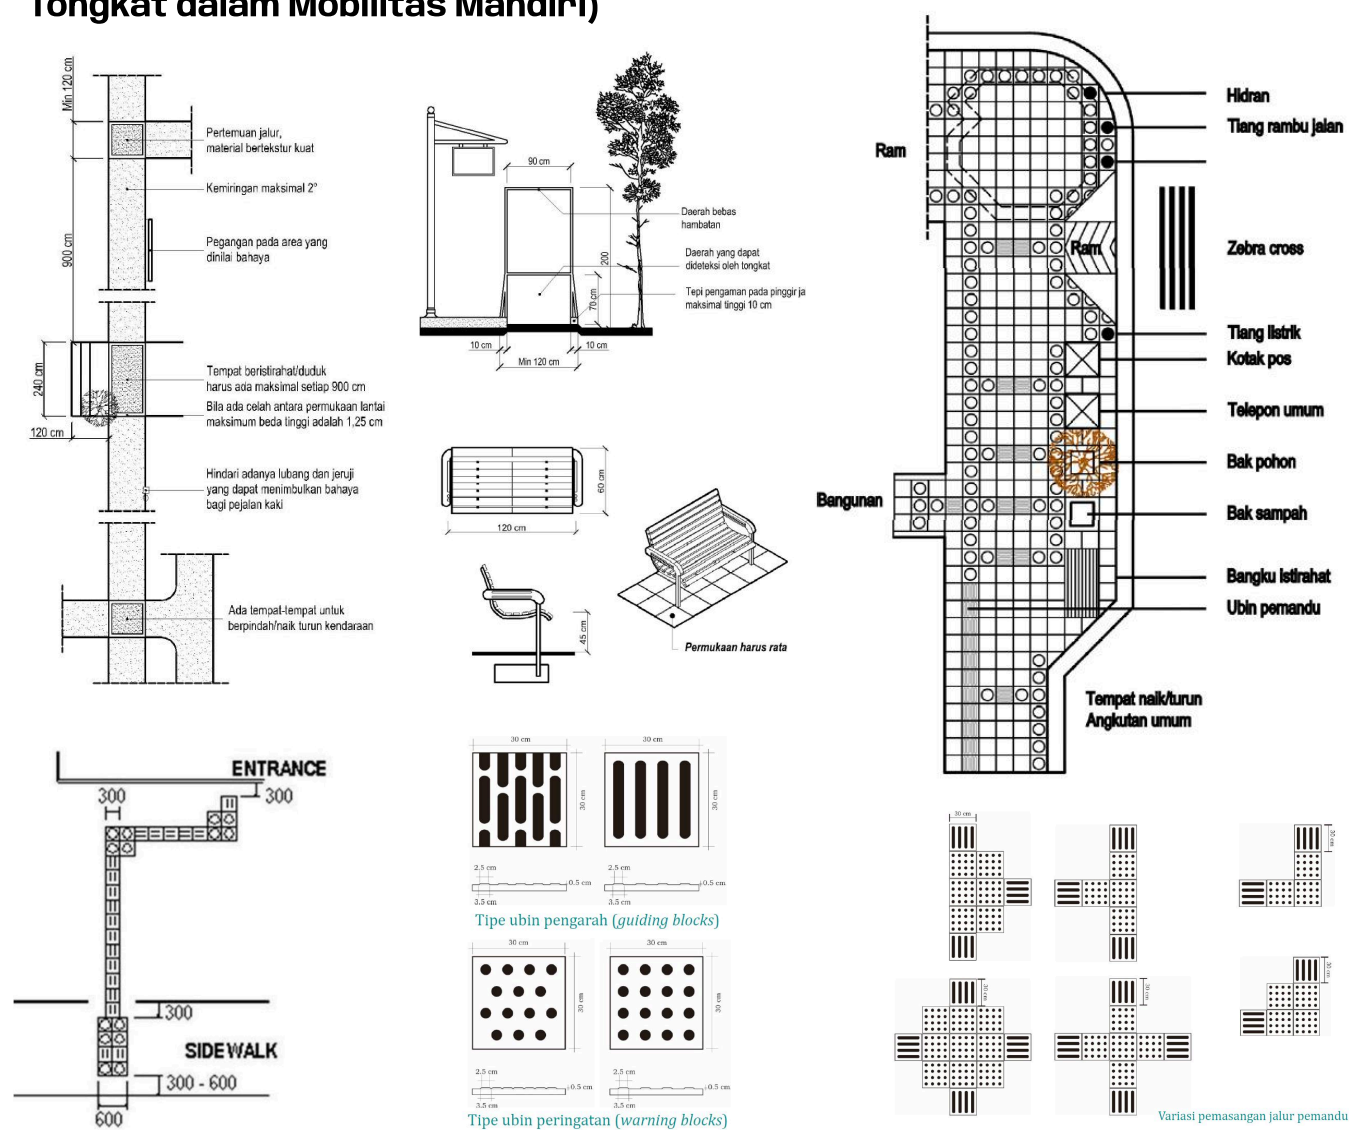 Tongkat dalam Mobilitas Mandiri)
Min 120 cm
900 cm
240 cm
120 cm
Pertemuan jalur,
material bertekstur kuat
Kemiringan maksimal 2°
Pegangan pada area yang
dinilai bahaya
Tempat beristirahat/duduk
harus ada maksimal setiap 900 cm
Bila ada celah antara permukaan lantai
maksimum beda tinggi adalah 1,25 cm
Hindari adanya lubang dan jeruji
yang dapat menimbulkan bahaya
bagi pejalan kaki
Ada tempat-tempat untuk
berpindah/naik turun kendaraan
90 cm
200
70 cm
Daerah bebas
hambatan
Daerah yang dapat
dideteksi oleh tongkat
Tepi pengaman pada pinggir ja
maksimal tinggi 10 cm
10 cm
10 cm
Min 120 cm
60 cm
120 cm
45 cm
Permukaan harus rata
Ram
Ram
Bangunan
Hidran
Tiang rambu jalan
Zebra cross
Tiang listrik
Kotak pos
Telepon umum
Bak pohon
Bak sampah
Bangku istirahat
Ubin pemandu
Tempat naik/turun
Angkutan umum
ENTRANCE
300
300
300
SIDEWALK
300 - 600
600
30 cm
30 cm
30 cm
30 cm
2.5 cm
0.5 cm
3.5 cm
2.5 cm
0.5 cm
3.5 cm
Tipe ubin pengarah (guiding blocks)
30 cm
30 cm
30 cm
30 cm
2.5 cm
0.5 cm
3.5 cm
2.5 cm
0.5 cm
3.5 cm
Tipe ubin peringatan (warning blocks)
30 cm
30 cm
30 cm
30 cm
30 cm
Variasi pemasangan jalur pemandu